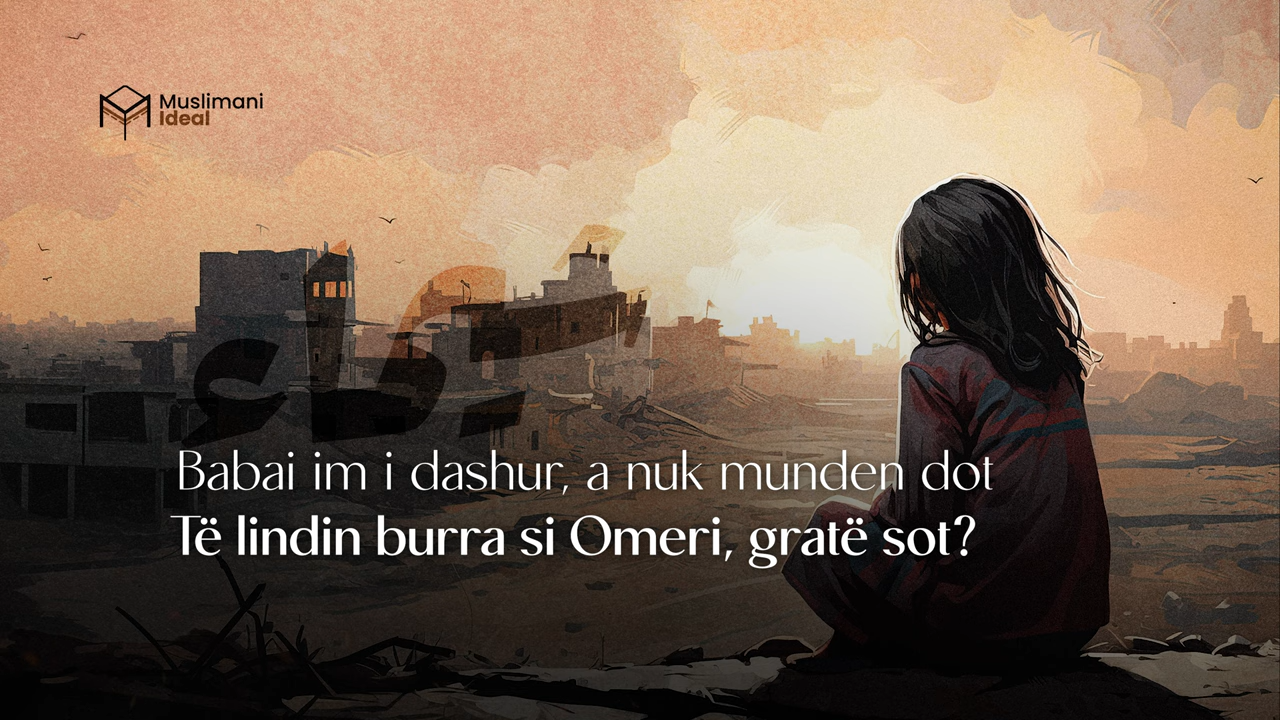 Muslimani
Ideal
Babai im i dashur, a nuk munden dot
Të lindin burra si Omeri, gratë sot?